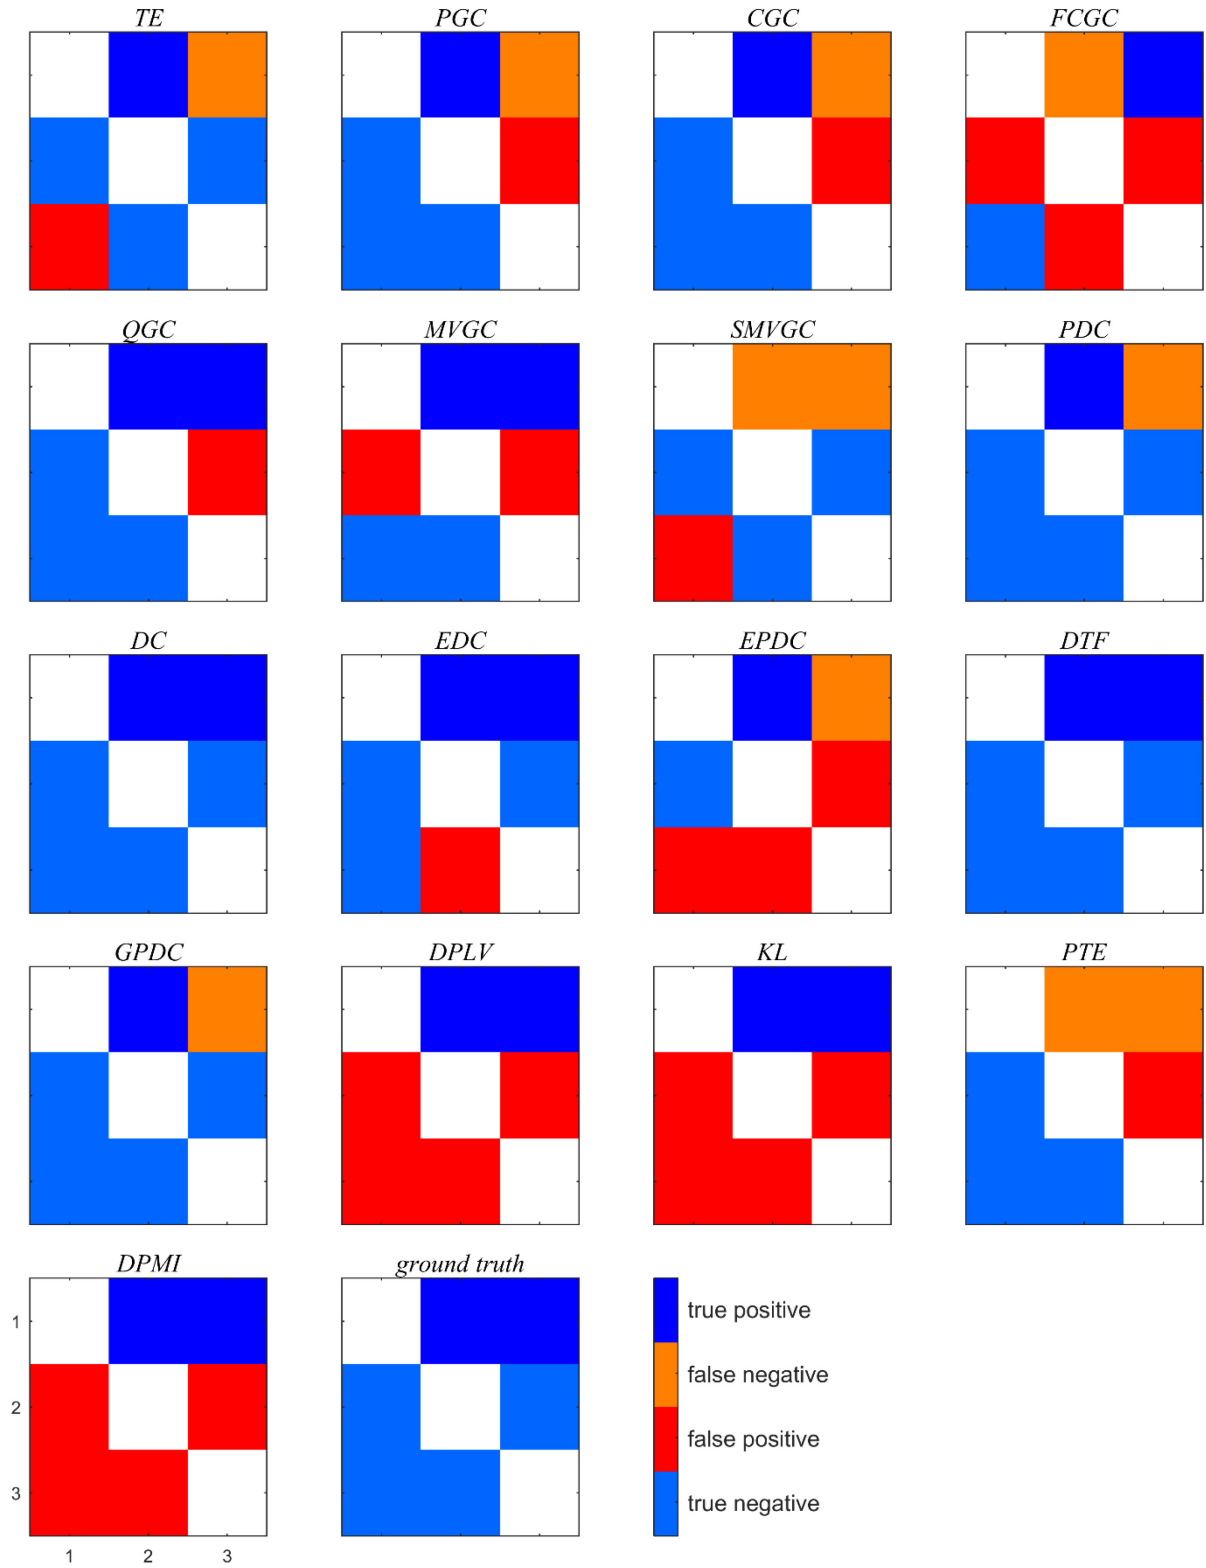 TE PGC CGC FCGC
QGC MVGC SMVGC PDC
DC EDC EPDC DTF
GPDC DPLV KL PTE
DPMI ground truth
1
2
3
1 2 3
true positive
false negative
false positive
true negative